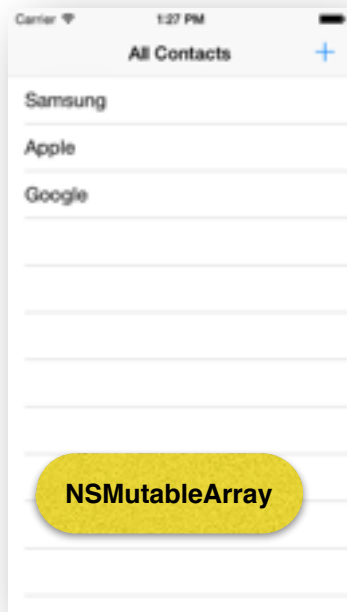 Carrier 1:27 PM
All Contacts +
Samsung
Apple
Google
NSMutableArray